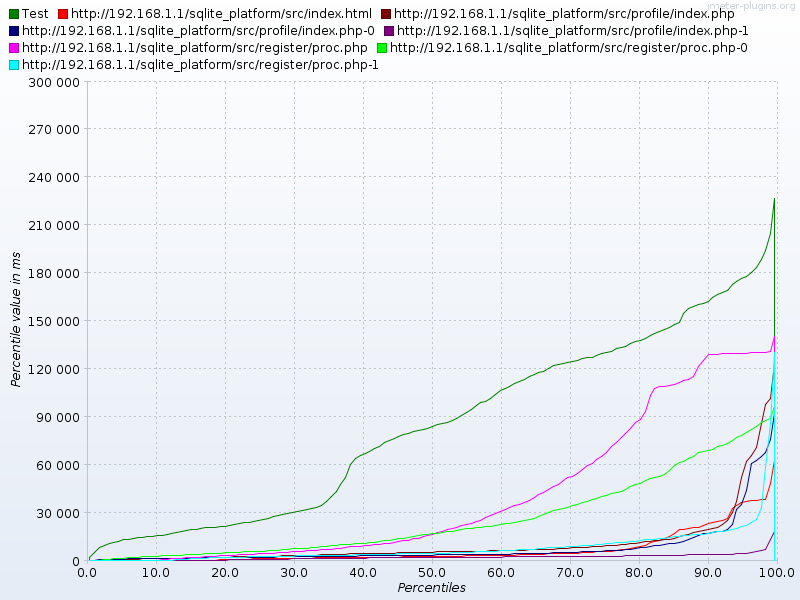 jmeter-plugins.org
Test http://192.168.1.1/sqlite_platform/src/index.html http://192.168.1.1/sqlite_platform/src/profile/index.php
http://192.168.1.1/sqlite_platform/src/profile/index.php-0 http://192.168.1.1/sqlite_platform/src/profile/index.php-1
http://192.168.1.1/sqlite_platform/src/register/proc.php http://192.168.1.1/sqlite_platform/src/register/proc.php-0
http://192.168.1.1/sqlite_platform/src/register/proc.php-1
300 000
270 000
240 000
210 000
180 000
150 000
120 000
90 000
60 000
30 000
0
Percentile value in ms
0.0 10.0 20.0 30.0 40.0 50.0 60.0 70.0 80.0 90.0 100.0
Percentiles